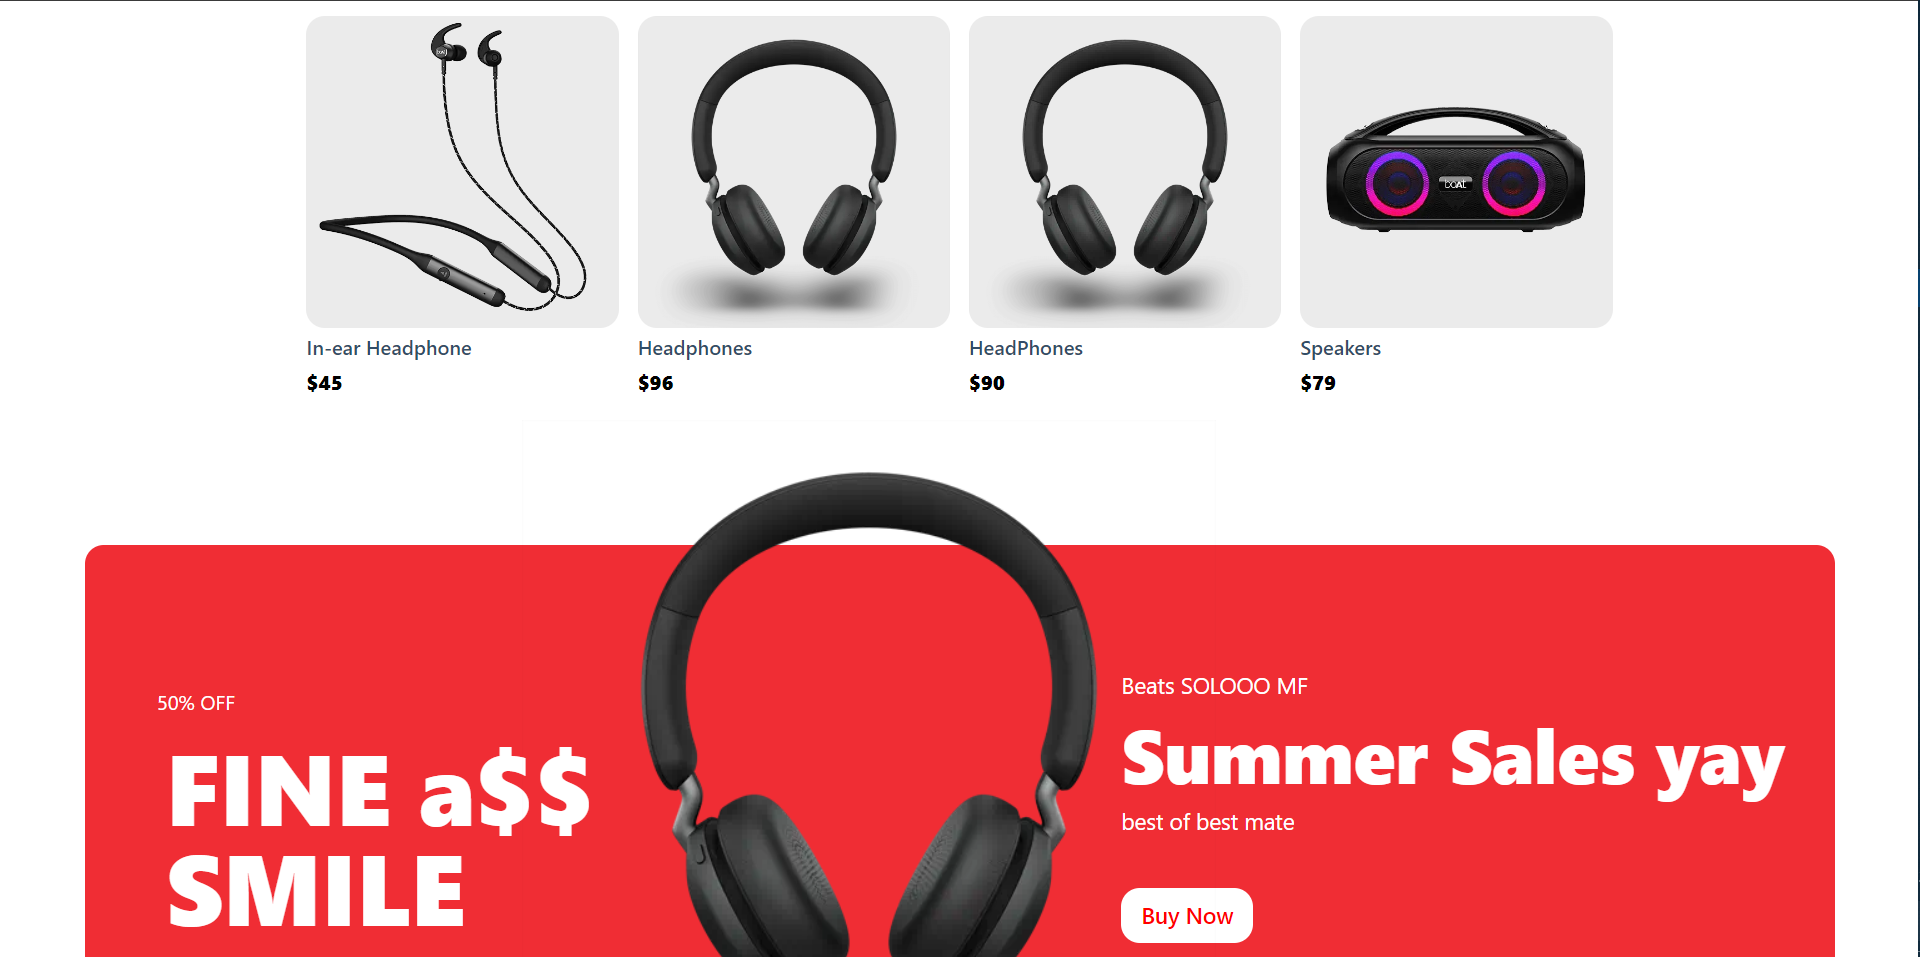 In-ear Headphone
$45
Headphones
$96
HeadPhones
$90
boAt
Speakers
$79
50% OFF
FINE a$$
SMILE
Beats SOLOOO MF
Summer Sales yay
best of best mate
Buy Now